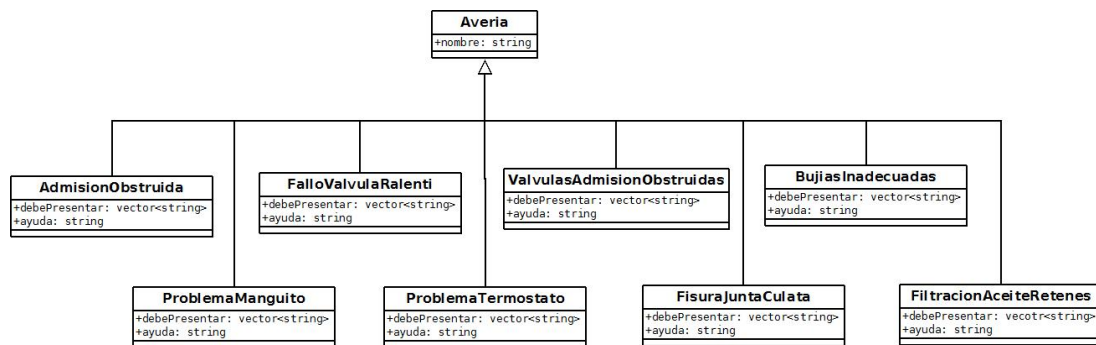 Averia
+nombre: string
AdmisionObstruida
+debePresentar: vector<string>
+ayuda: string
FalloValvulaRalenti
+debePresentar: vector<string>
+ayuda: string
ValvulasAdmisionObstruidas
+debePresentar: vector<string>
+ayuda: string
BujiasInadecuadas
+debePresentar: vector<string>
+ayuda: string
ProblemaManguito
+debePresentar: vector<string>
+ayuda: string
ProblemaTermostato
+debePresentar: vector<string>
+ayuda: string
FisuraJuntaCulata
+debePresentar: vector<string>
+ayuda: string
FiltracionAceiteRetenes
+debePresentar: vecotr<string>
+ayuda: string